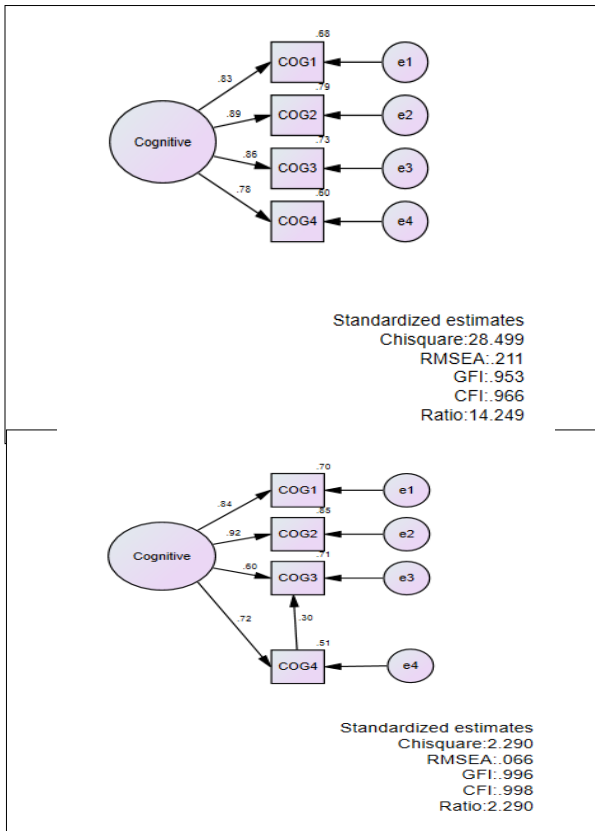 .68
COG1
e1
.83
.79
COG2
e2
.89
Cognitive
.73
COG3
e3
.86
.78
.60
COG4
e4
Standardized estimates
Chisquare:28.499
RMSEA:.211
GFI:.953
CFI:.966
Ratio:14.249
.70
COG1
e1
.84
.85
COG2
e2
.92
Cognitive
.71
COG3
e3
.60
.72
.30
.51
COG4
e4
Standardized estimates
Chisquare:2.290
RMSEA:.066
GFI:.996
CFI:.998
Ratio:2.290